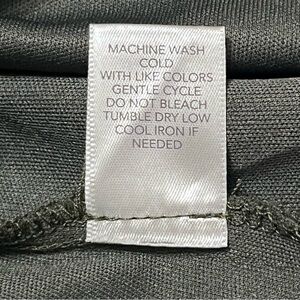 MACHINE WASH
COLD
WITH LIKE COLORS
GENTLE CYCLE
DO NOT BLEACH
TUMBLE DRY LOW
COOL IRON IF
NEEDED